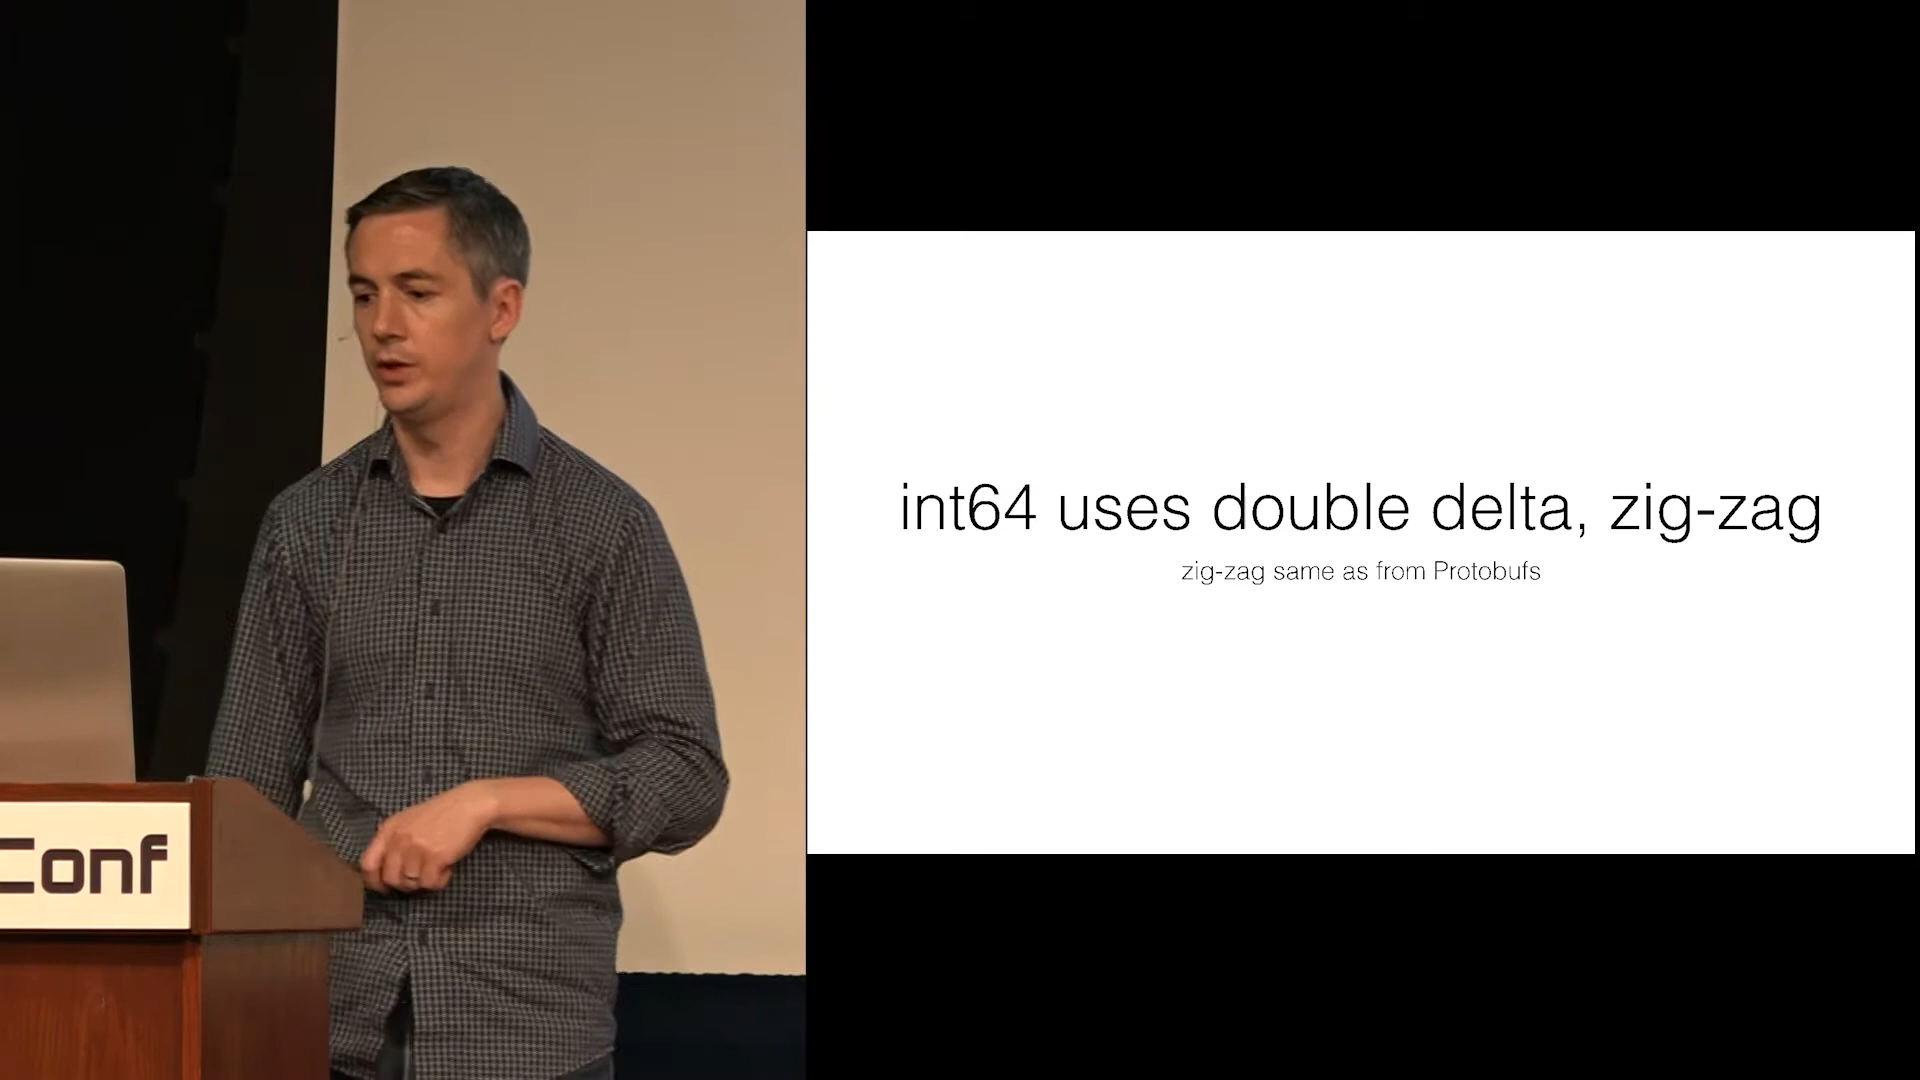 Conf
int64 uses double delta, zig-zag
zig-zag same as from Protobufs